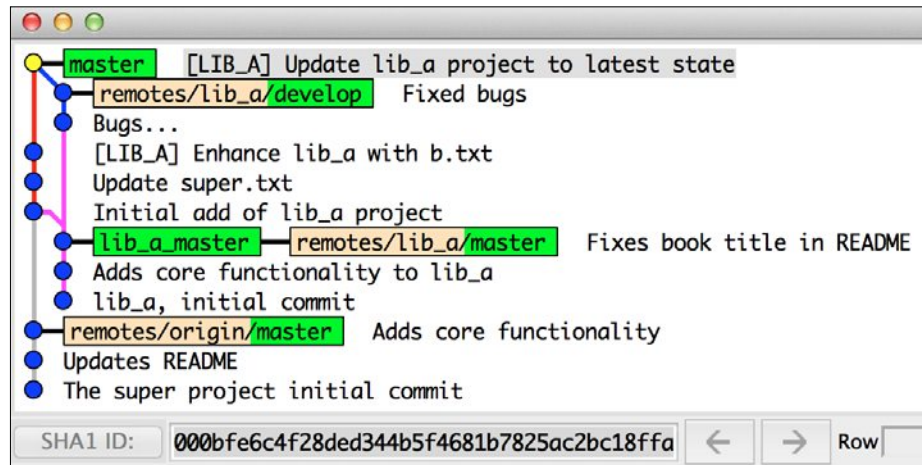 master [LIB_A] Update lib_a project to latest state
remotes/lib_a/develop Fixed bugs
Bugs...
[LIB_A] Enhance lib_a with b.txt
Update super.txt
Initial add of lib_a project
lib_a_master remotes/lib_a/master Fixes book title in README
Adds core functionality to lib_a
lib_a, initial commit
remotes/origin/master Adds core functionality
Updates README
The super project initial commit
SHA1 ID: 000bfe6c4f28ded344b5f4681b7825ac2bc18ffa ← → Row